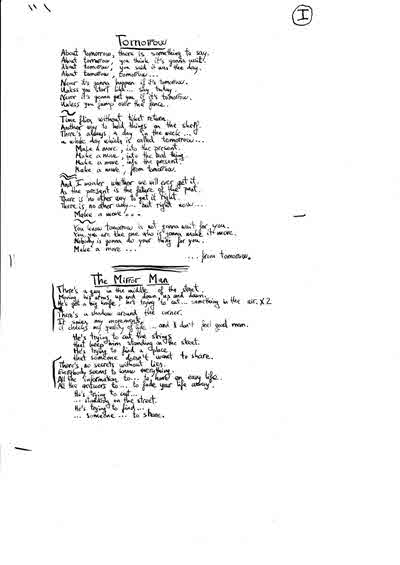 I
Tomorrow
About tomorrow, there is something to say.
About tomorrow, you think it's gonna wait.
About tomorrow, you said it was the day.
About tomorrow, tomorrow...
Never it's gonna happen if it's tomorrow.
Unless you start but... say today.
Never it's gonna get you if it's tomorrow.
Unless you jump over the fence.
Time flies without ticket return.
Another way to hold things on the shelf.
There's always a day in the week...
a whole day which is called tomorrow...
Make a move, into the present.
Make a move, into the best thing.
Make a move into the present.
Make a move, from tomorrow.
And I wonder, whether we will ever get it.
As the present is the future of the past.
There is no other way to get it right.
There is no other way... but right now...
Make a move...
You know tomorrow is not gonna wait for you.
You, you are the one who is gonna make it more.
Nobody is gonna do your thing for you.
Make a move...
... from tomorrow.
The Mirror Man
There's a guy in the middle of the street.
Moving his arms, up and down, up and down.
He's got a big knife, he's trying to cut... something in the air. x2
There's a shadow around the corner.
It my movements.
it checks my quality of life... and I don't feel good man.
He's trying to cut the strings
that keep him standing on the street.
He's trying to find a place
that someone doesn't want to share.
There's no secrets without lies.
Everybody seems to know everything.
All the information to... to have an easy life.
All the answers to... to fade your life away.
He's trying to cut...
... standing on the street.
He's trying to find...
... someone... to share.